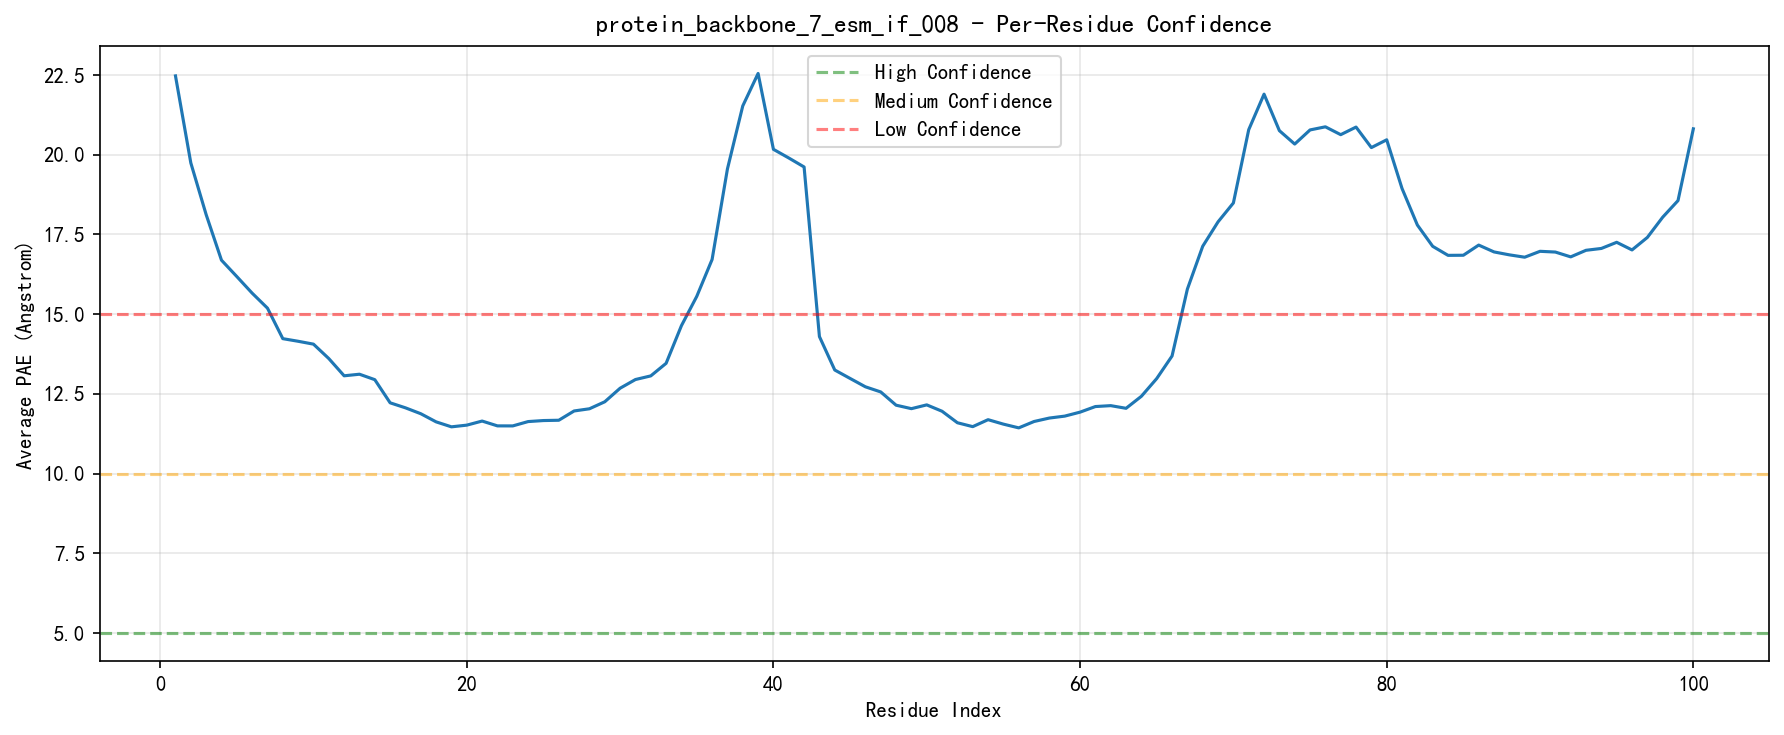 protein_backbone_7_esm_if_008 - Per-Residue Confidence
High Confidence
Medium Confidence
Low Confidence
22.5
20.0
17.5
15.0
12.5
10.0
7.5
5.0
Average PAE (Angstrom)
0 20 40 60 80 100
Residue Index